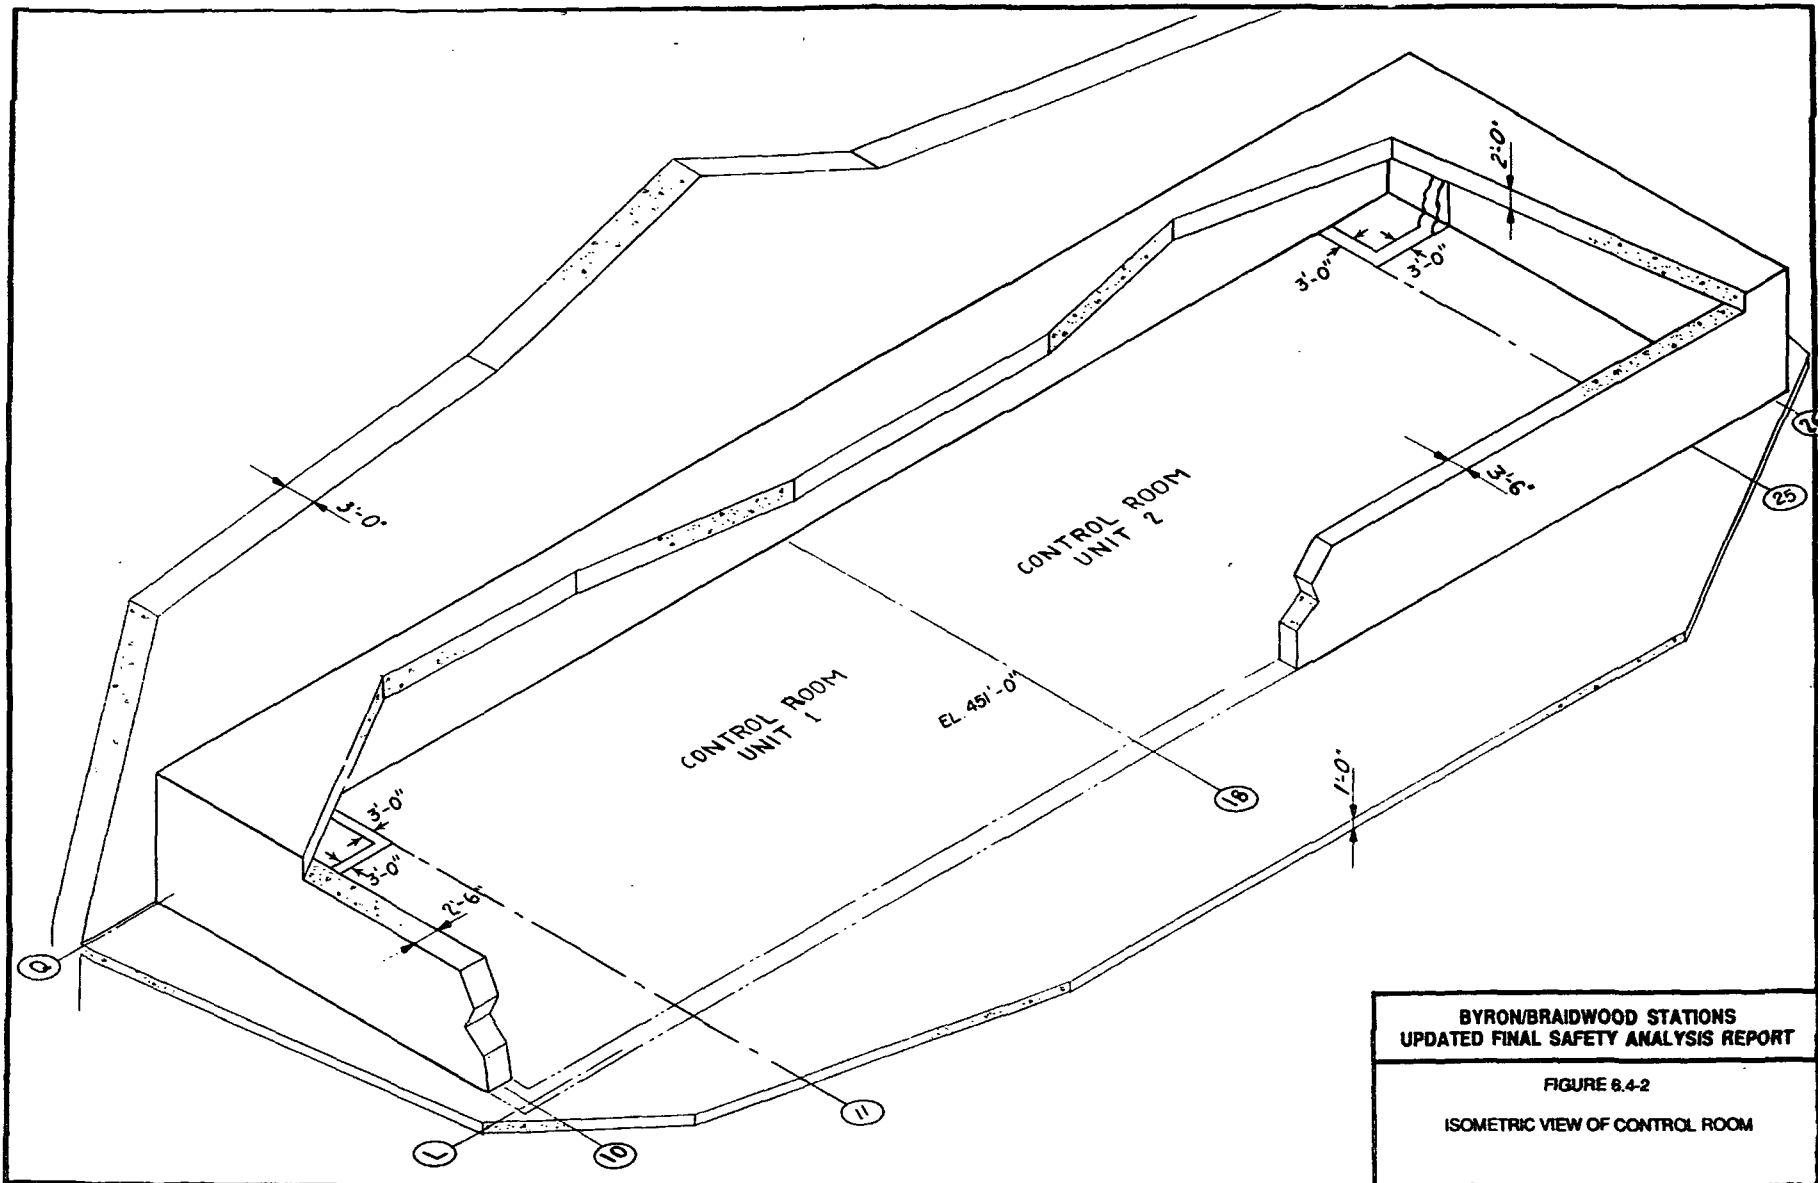 2'-0"
3'-0"
3'-0"
3'-0"
3'-6"
25
CONTROL ROOM
UNIT 2
CONTROL ROOM
UNIT 1
EL. 451'-0"
18
1'-0"
3'-0"
3'-0"
2'-6"
Q
11
L
10
BYRON/BRAIDWOOD STATIONS
UPDATED FINAL SAFETY ANALYSIS REPORT
FIGURE 6.4-2
ISOMETRIC VIEW OF CONTROL ROOM